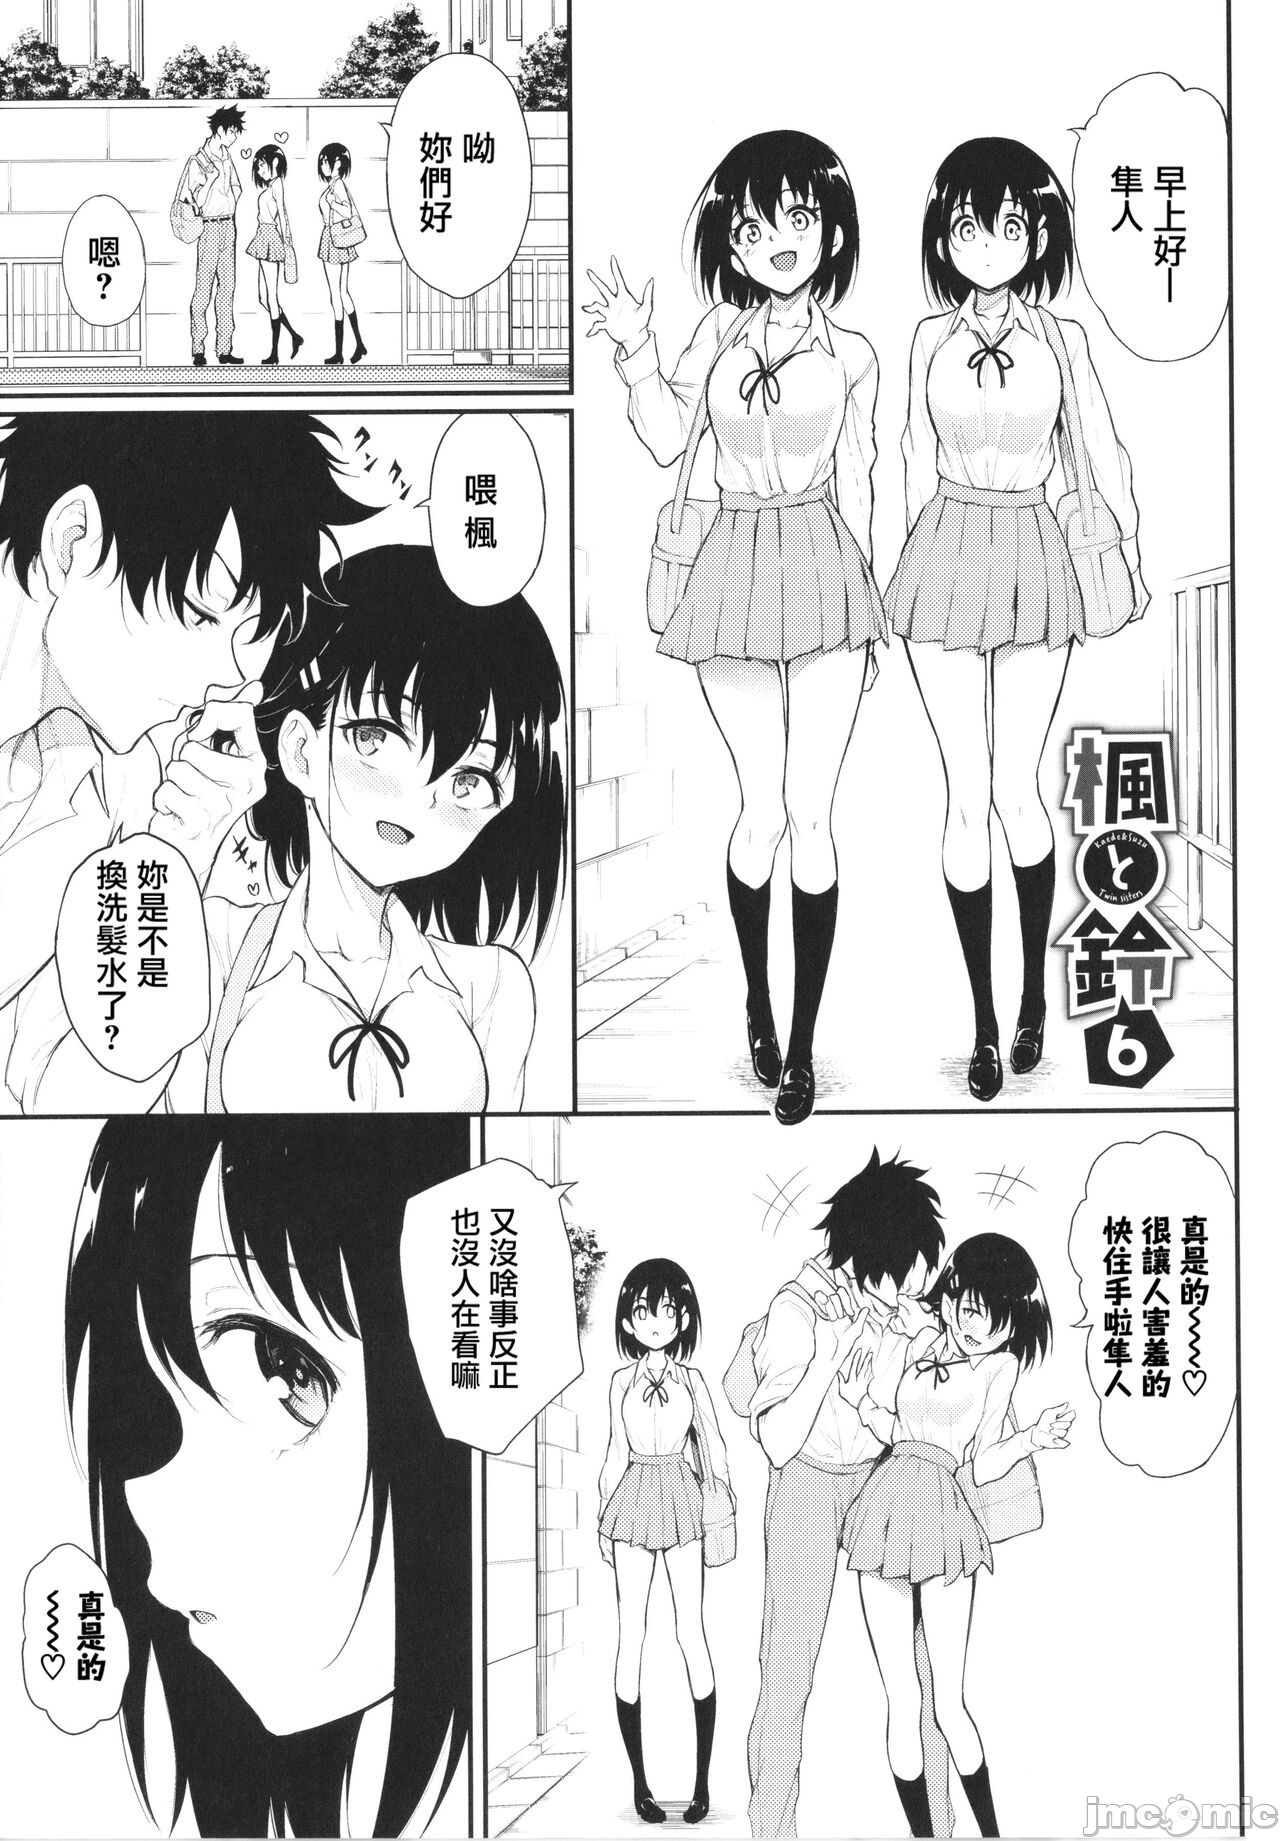 早上好ー
隼人
楓
Kaede&Suzu
と
Twin sisters
鈴
6
呦
妳們好
嗯？
喂楓
妳是不是
換洗髮水了？
真是的～～～♡
很讓人害羞的
快住手啦隼人
又沒啥事反正
也沒人在看嘛
真是的
～～～♡
jmcomic